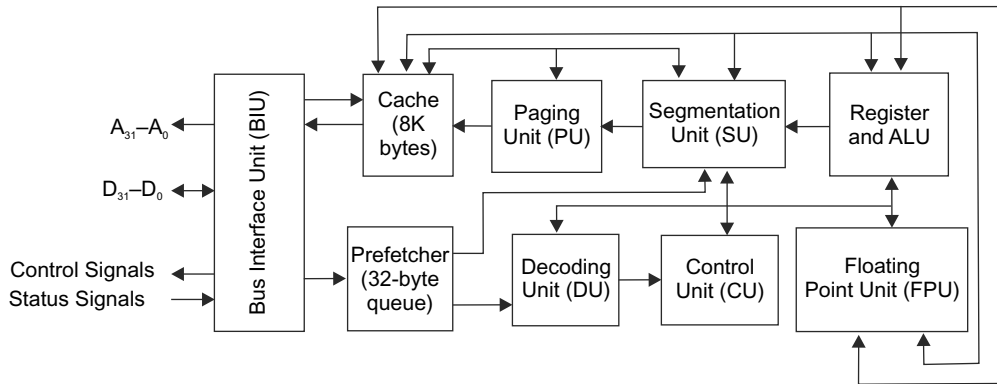 A31–A0
D31–D0
Control Signals
Status Signals
Bus Interface Unit (BIU)
Cache
(8K
bytes)
Paging
Unit (PU)
Segmentation
Unit (SU)
Register
and ALU
Prefetcher
(32-byte
queue)
Decoding
Unit (DU)
Control
Unit (CU)
Floating
Point Unit (FPU)